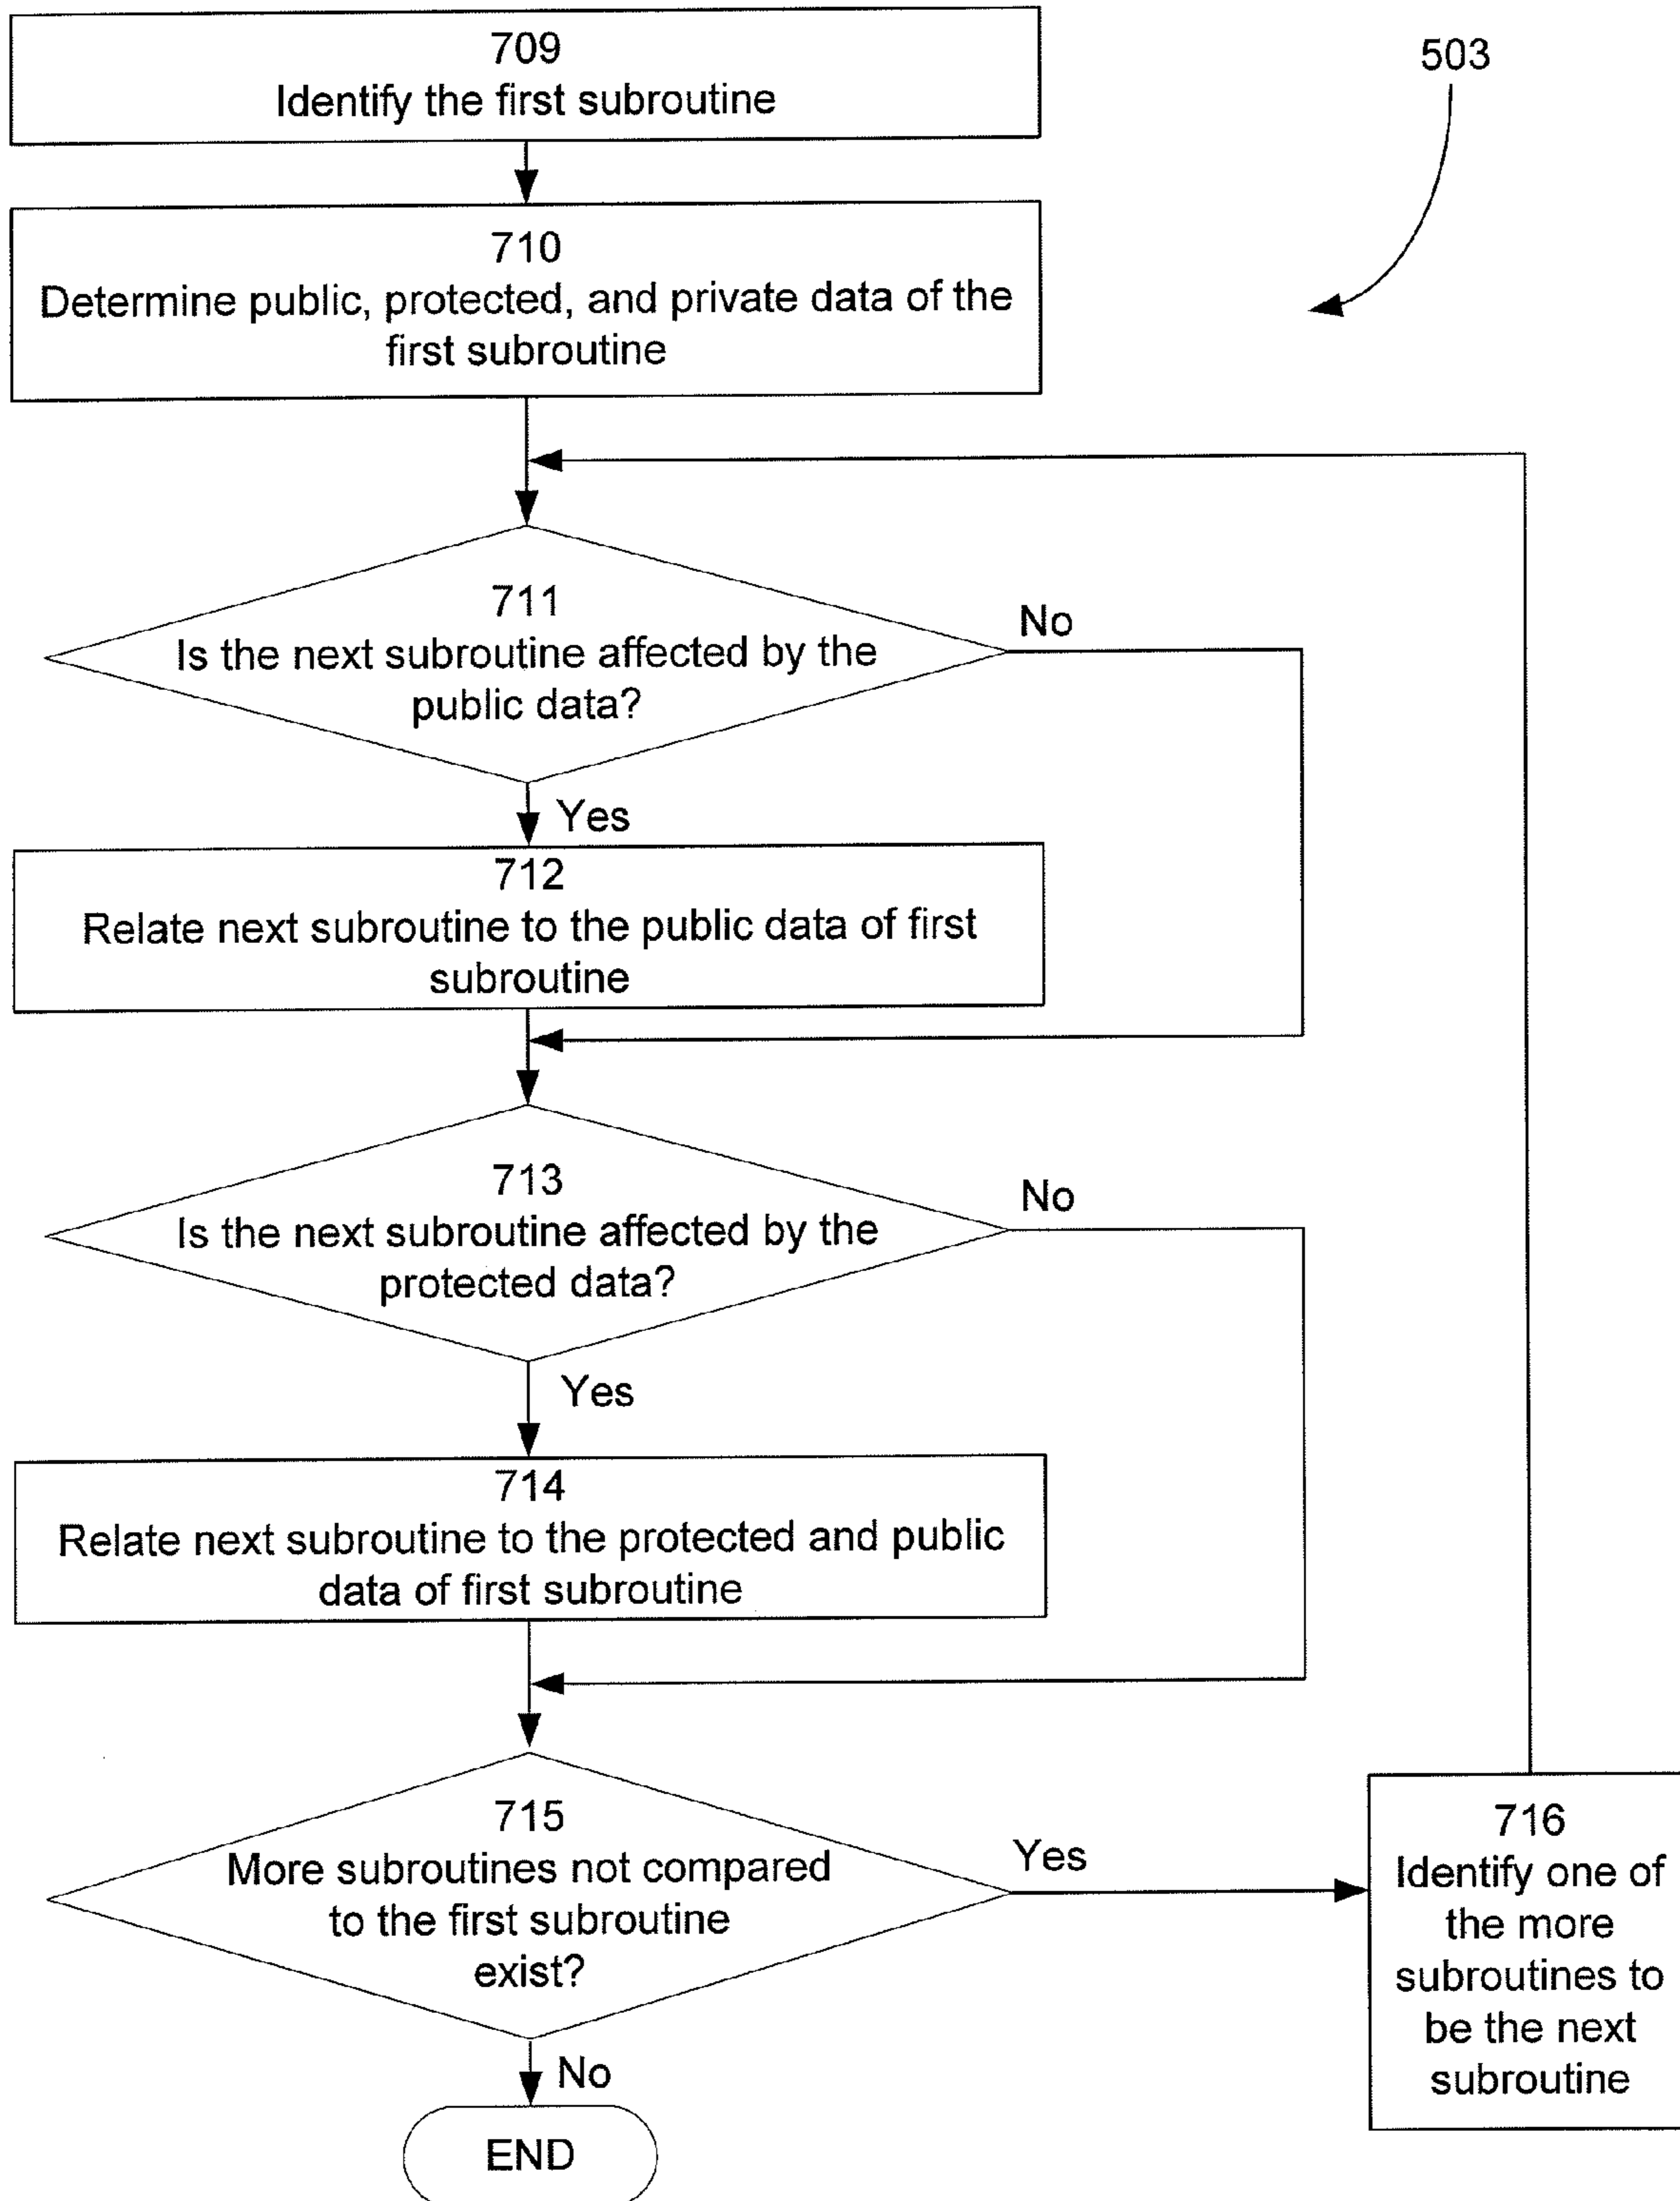 709
Identify the first subroutine
503
710
Determine public, protected, and private data of the
first subroutine
711
Is the next subroutine affected by the
public data?
No
Yes
712
Relate next subroutine to the public data of first
subroutine
713
Is the next subroutine affected by the
protected data?
No
Yes
714
Relate next subroutine to the protected and public
data of first subroutine
715
More subroutines not compared
to the first subroutine
exist?
Yes
716
Identify one of
the more
subroutines to
be the next
subroutine
No
END